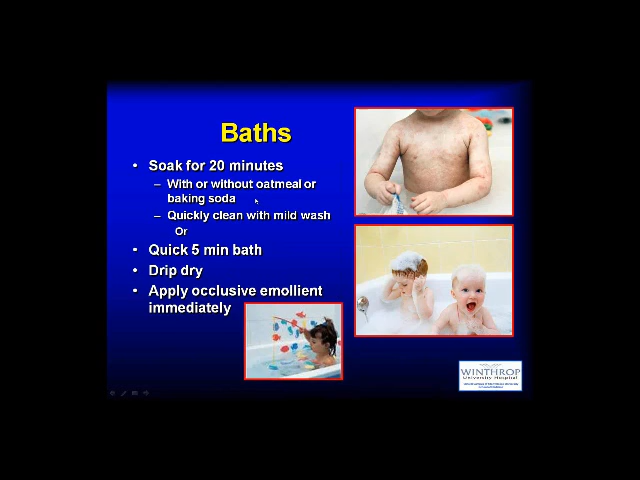 Baths
• Soak for 20 minutes
– With or without oatmeal or
baking soda
– Quickly clean with mild wash
Or
• Quick 5 min bath
• Drip dry
• Apply occlusive emollient
immediately
WINTHROP
University Hospital